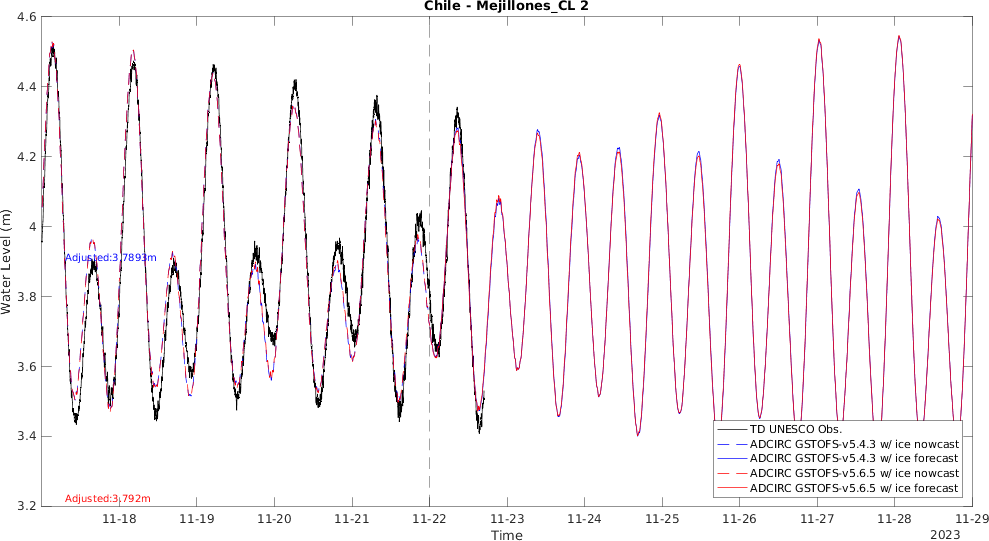 Chile - Mejillones_CL 2
4.6
4.4
4.2
4
3.8
3.6
3.4
3.2
Water Level (m)
Adjusted:3.7893m
Adjusted:3.792m
TD UNESCO Obs.
ADCIRC GSTOFS-v5.4.3 w/ ice nowcast
ADCIRC GSTOFS-v5.4.3 w/ ice forecast
ADCIRC GSTOFS-v5.6.5 w/ ice nowcast
ADCIRC GSTOFS-v5.6.5 w/ ice forecast
11-18 11-19 11-20 11-21 11-22 11-23 11-24 11-25 11-26 11-27 11-28 11-29
Time
2023